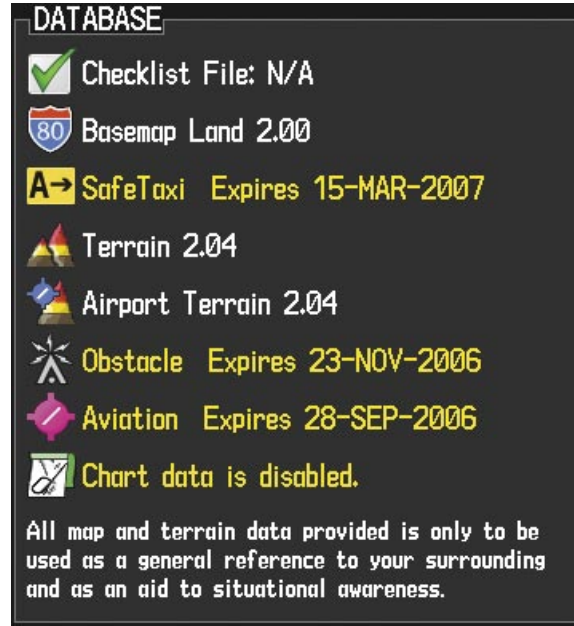 DATABASE
Checklist File: N/A
80 Basemap Land 2.00
A→ SafeTaxi Expires 15-MAR-2007
Terrain 2.04
Airport Terrain 2.04
Obstacle Expires 23-NOV-2006
Aviation Expires 28-SEP-2006
Chart data is disabled.
All map and terrain data provided is only to be
used as a general reference to your surrounding
and as an aid to situational awareness.